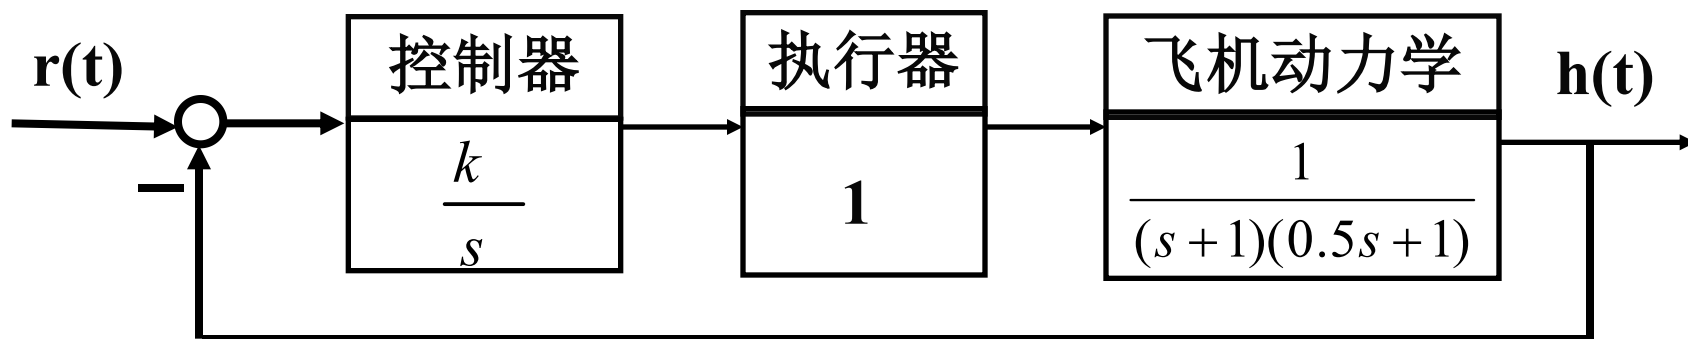 r(t)
控制器
执行器
飞机动力学
h(t)
−
k
s
1
1
(s+1)(0.5s+1)